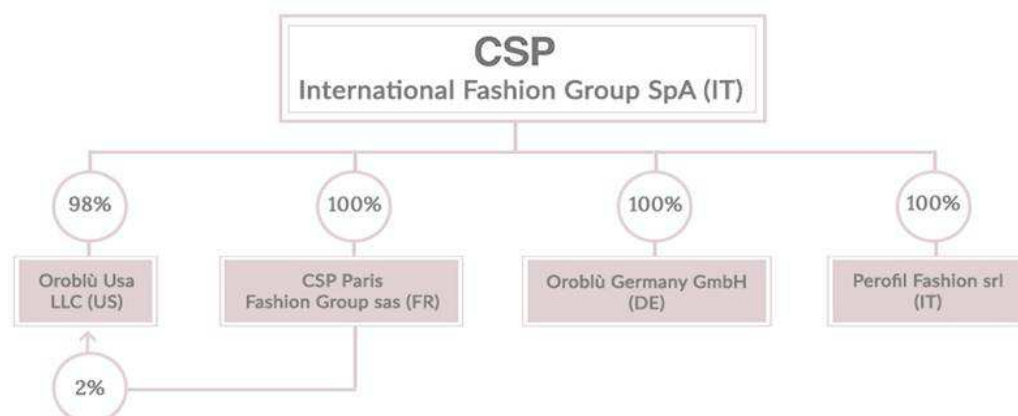 CSP
International Fashion Group SpA (IT)
98%
100%
100%
100%
Oroblù Usa
LLC (US)
CSP Paris
Fashion Group sas (FR)
Oroblù Germany GmbH
(DE)
Perofil Fashion srl
(IT)
2%